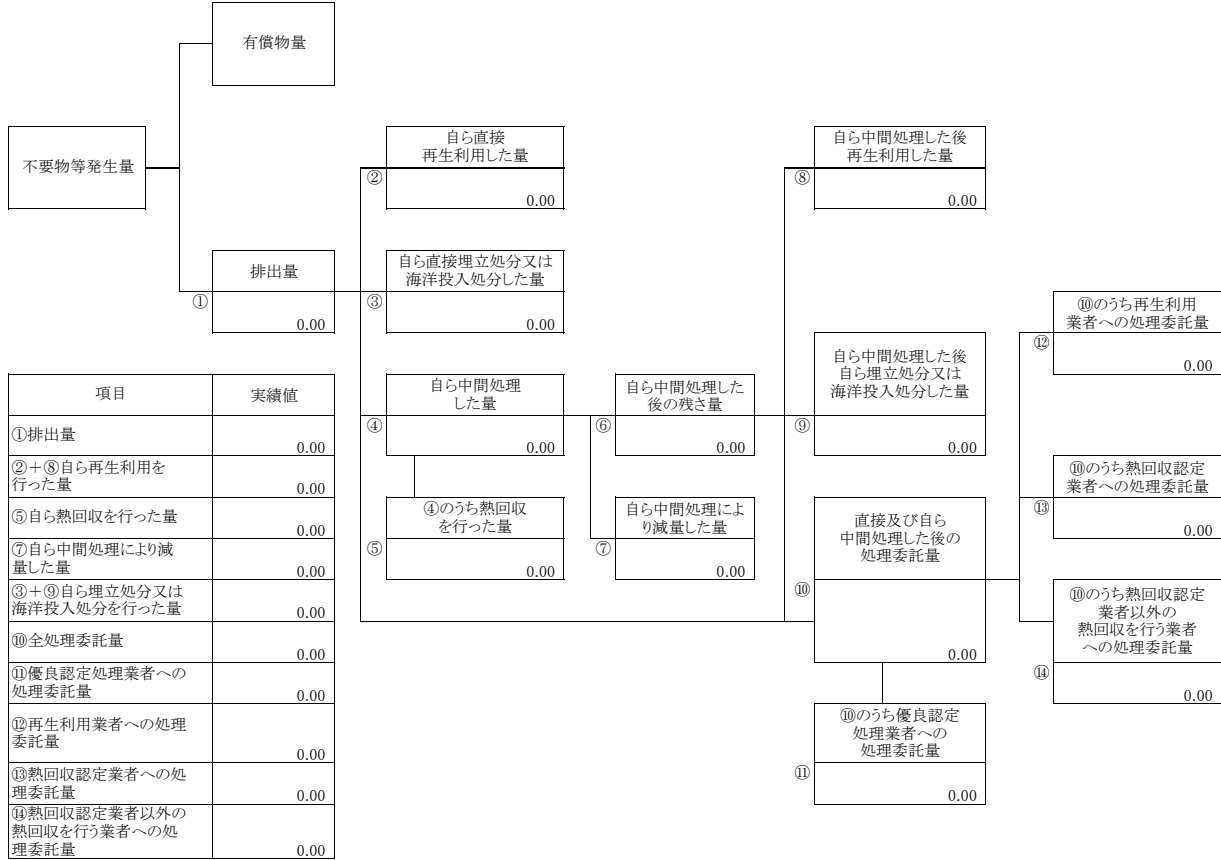 有償物量
不要物等発生量
自ら直接
再生利用した量
②
0.00
自ら中間処理した後
再生利用した量
⑧
0.00
排出量
①
0.00
自ら直接埋立処分又は
海洋投入処分した量
③
0.00
⑩のうち再生利用
業者への処理委託量
⑫
0.00
自ら中間処理
した量
④
0.00
自ら中間処理した
後の残さ量
⑥
0.00
自ら中間処理した後
自ら埋立処分又は
海洋投入処分した量
⑨
0.00
⑩のうち熱回収認定
業者への処理委託量
⑬
0.00
④のうち熱回収
を行った量
⑤
0.00
自ら中間処理によ
り減量した量
⑦
0.00
直接及び自ら
中間処理した後の
処理委託量
⑩
0.00
⑩のうち熱回収認定
業者以外の
熱回収を行う業者
への処理委託量
⑭
0.00
⑩のうち優良認定
処理業者への
処理委託量
⑪
0.00
項目 実績値
①排出量
0.00
②＋⑧自ら再生利用を
行った量
0.00
⑤自ら熱回収を行った量
0.00
⑦自ら中間処理により減
量した量
0.00
③＋⑨自ら埋立処分又は
海洋投入処分を行った量
0.00
⑩全処理委託量
0.00
⑪優良認定処理業者への
処理委託量
0.00
⑫再生利用業者への処理
委託量
0.00
⑬熱回収認定業者への処
理委託量
0.00
⑭熱回収認定業者以外の
熱回収を行う業者への処
理委託量
0.00